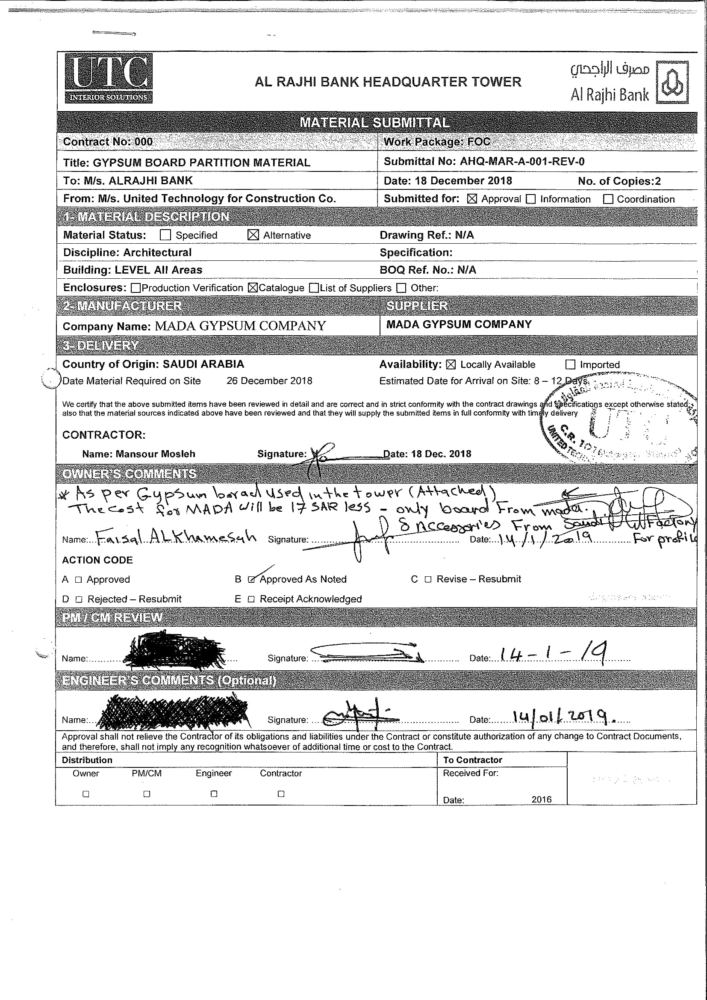 UTC
INTERIOR SOLUTIONS
AL RAJHI BANK HEADQUARTER TOWER
مصرف الراجحي
Al Rajhi Bank
MATERIAL SUBMITTAL
Contract No: 000 Work Package: FOC
Title: GYPSUM BOARD PARTITION MATERIAL Submittal No: AHQ-MAR-A-001-REV-0
To: M/s. ALRAJHI BANK Date: 18 December 2018 No. of Copies:2
From: M/s. United Technology for Construction Co. Submitted for: ☒ Approval ☐ Information ☐ Coordination
1- MATERIAL DESCRIPTION
Material Status: ☐ Specified ☒ Alternative Drawing Ref.: N/A
Discipline: Architectural Specification:
Building: LEVEL All Areas BOQ Ref. No.: N/A
Enclosures: ☐Production Verification ☒Catalogue ☐List of Suppliers ☐ Other:
2- MANUFACTURER SUPPLIER
Company Name: MADA GYPSUM COMPANY MADA GYPSUM COMPANY
3- DELIVERY
Country of Origin: SAUDI ARABIA Availability: ☒ Locally Available ☐ Imported
Date Material Required on Site 26 December 2018 Estimated Date for Arrival on Site: 8 – 12 Days.
We certify that the above submitted items have been reviewed in detail and are correct and in strict conformity with the contract drawings and specifications except otherwise stated;
also that the material sources indicated above have been reviewed and that they will supply the submitted items in full conformity with timely delivery
UTC
C.R.
UNITED
CONTRACTOR:
Name: Mansour Mosleh Signature: Date: 18 Dec. 2018
OWNER'S COMMENTS
* As per Gypsum borad used in the tower (Attached)
The cost for MADA will be 17 SAR less - only board From mada.
& Accessories From Saudi Factory
Name: Faisal ALKhamesah Signature: Date: 14/1/2019 For profile
ACTION CODE
A ☐ Approved B ☑ Approved As Noted C ☐ Revise – Resubmit
D ☐ Rejected – Resubmit E ☐ Receipt Acknowledged
PM / CM REVIEW
Name: Signature: Date: 14-1-19
ENGINEER'S COMMENTS (Optional)
Name: Signature: Date: 14/01/2019.
Approval shall not relieve the Contractor of its obligations and liabilities under the Contract or constitute authorization of any change to Contract Documents,
and therefore, shall not imply any recognition whatsoever of additional time or cost to the Contract.
Distribution To Contractor
Owner PM/CM Engineer Contractor Received For:
☐ ☐ ☐ ☐
Date: 2016